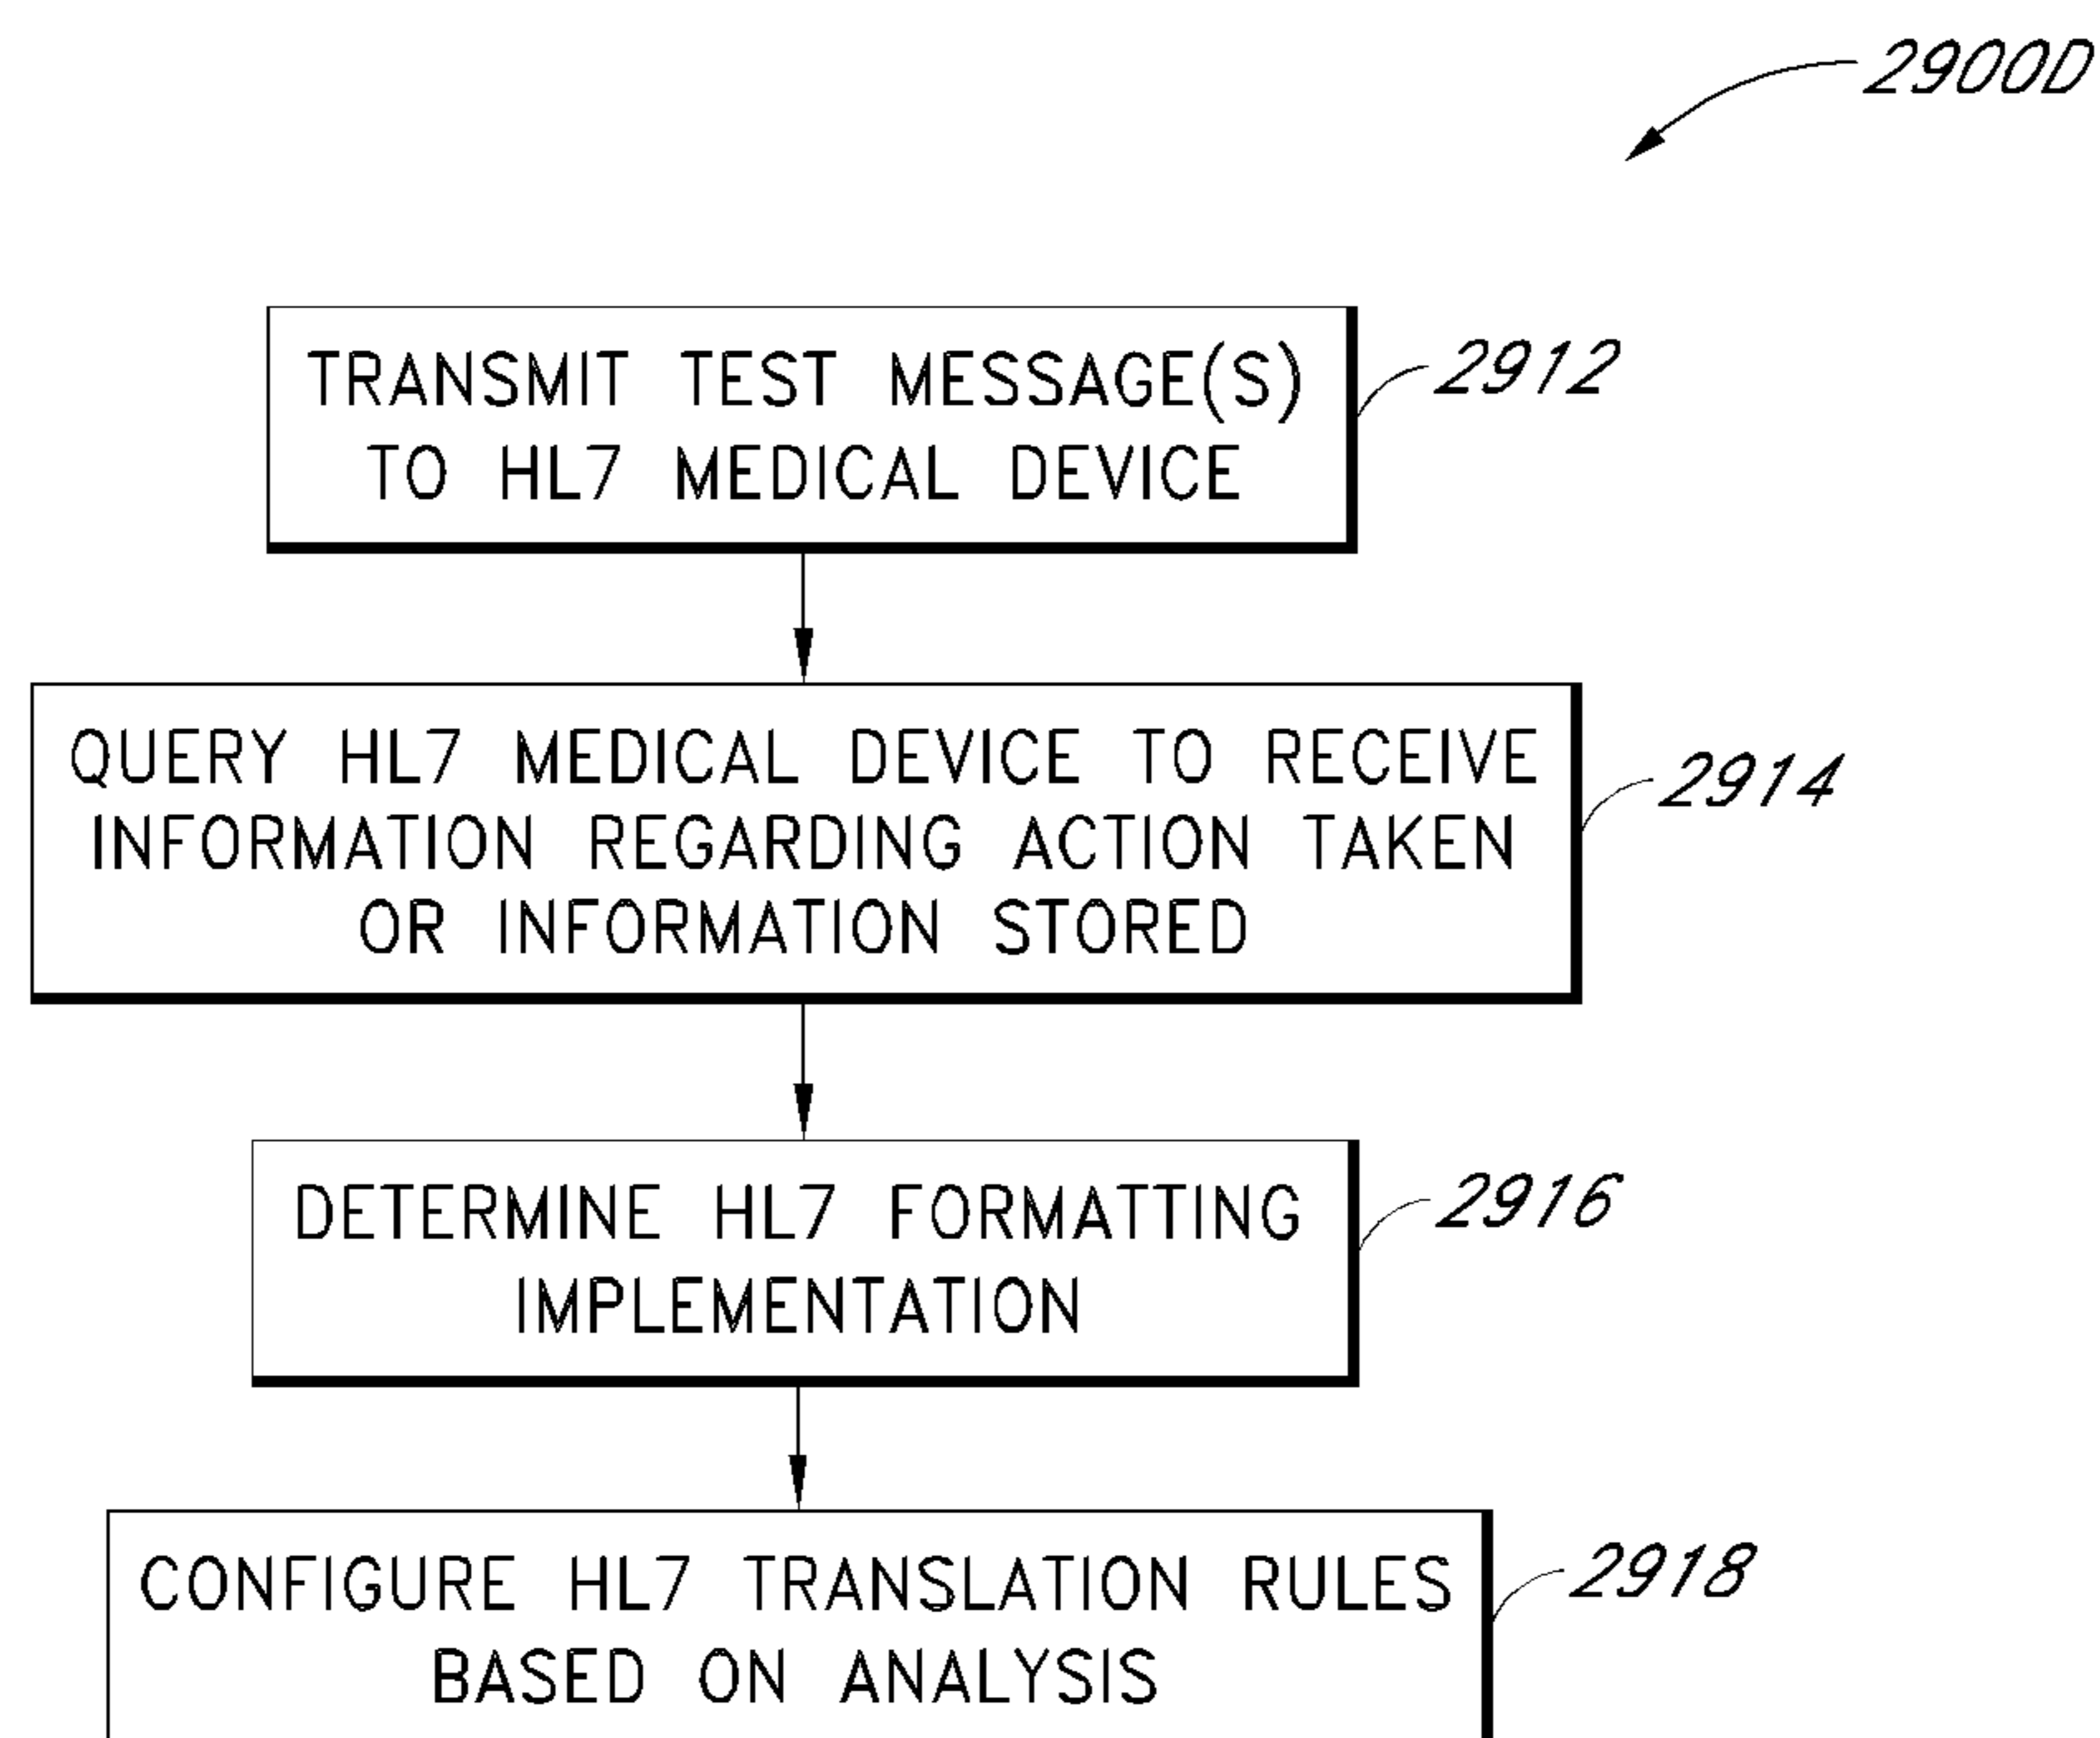 2900D
TRANSMIT TEST MESSAGE(S)
TO HL7 MEDICAL DEVICE
2912
QUERY HL7 MEDICAL DEVICE TO RECEIVE
INFORMATION REGARDING ACTION TAKEN
OR INFORMATION STORED
2914
DETERMINE HL7 FORMATTING
IMPLEMENTATION
2916
CONFIGURE HL7 TRANSLATION RULES
BASED ON ANALYSIS
2918